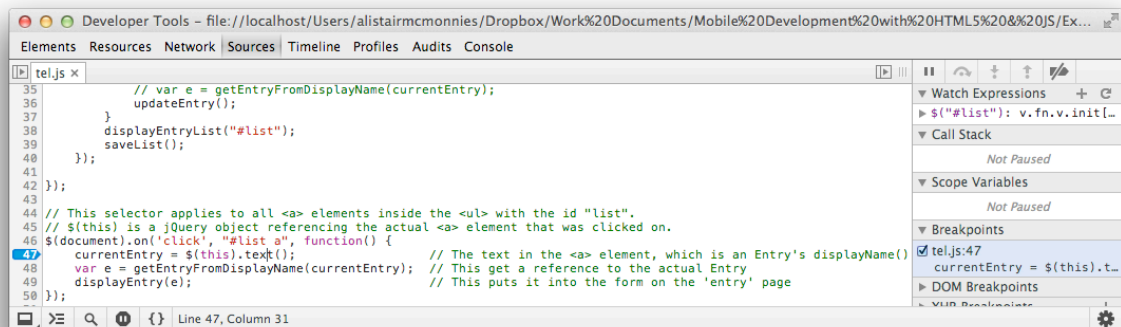 Developer Tools - file://localhost/Users/alistairmcmonnies/Dropbox/Work%20Documents/Mobile%20Development%20with%20HTML5%20&%20JS/Ex...
Elements Resources Network Sources Timeline Profiles Audits Console
tel.js ×
35 // var e = getEntryFromDisplayName(currentEntry);
36 updateEntry();
37 }
38 displayEntryList("#list");
39 saveList();
40 });
41
42 });
43
44 // This selector applies to all <a> elements inside the <ul> with the id "list".
45 // $(this) is a jQuery object referencing the actual <a> element that was clicked on.
46 $(document).on('click', "#list a", function() {
47 currentEntry = $(this).text(); // The text in the <a> element, which is an Entry's displayName()
48 var e = getEntryFromDisplayName(currentEntry); // This get a reference to the actual Entry
49 displayEntry(e); // This puts it into the form on the 'entry' page
50 });
{} Line 47, Column 31
Watch Expressions + C
$("#list"): v.fn.v.init[…
Call Stack
Not Paused
Scope Variables
Not Paused
Breakpoints
tel.js:47
currentEntry = $(this).t…
DOM Breakpoints
XHR Breakpoints